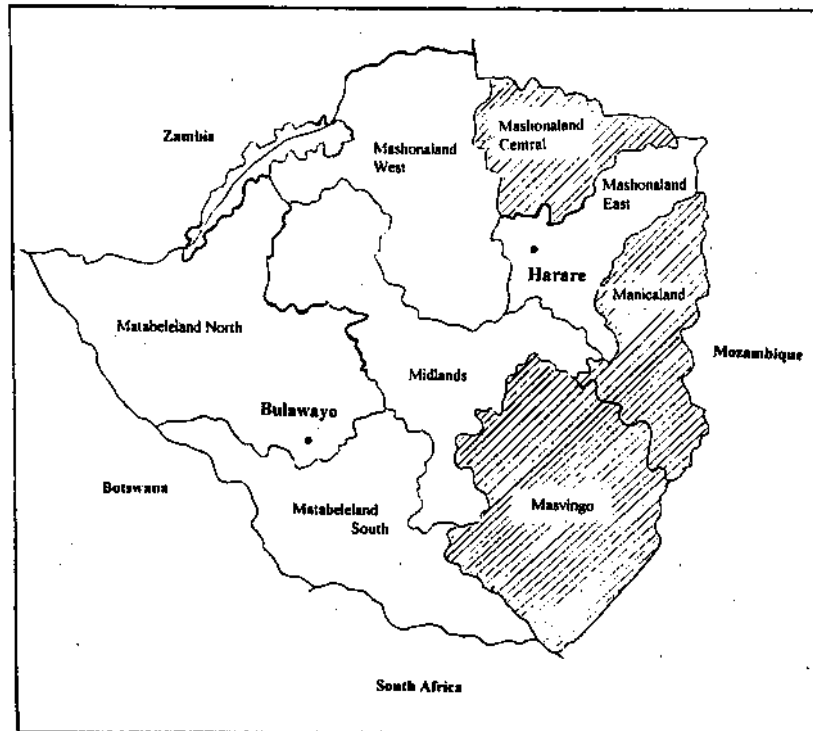 Zambia
Mashonaland
West
Mashonaland
Central
Mashonaland
East
Harare
Manicaland
Matabeleland North
Midlands
Mozambique
Bulawayo
Botswana
Matabeleland
South
Masvingo
South Africa